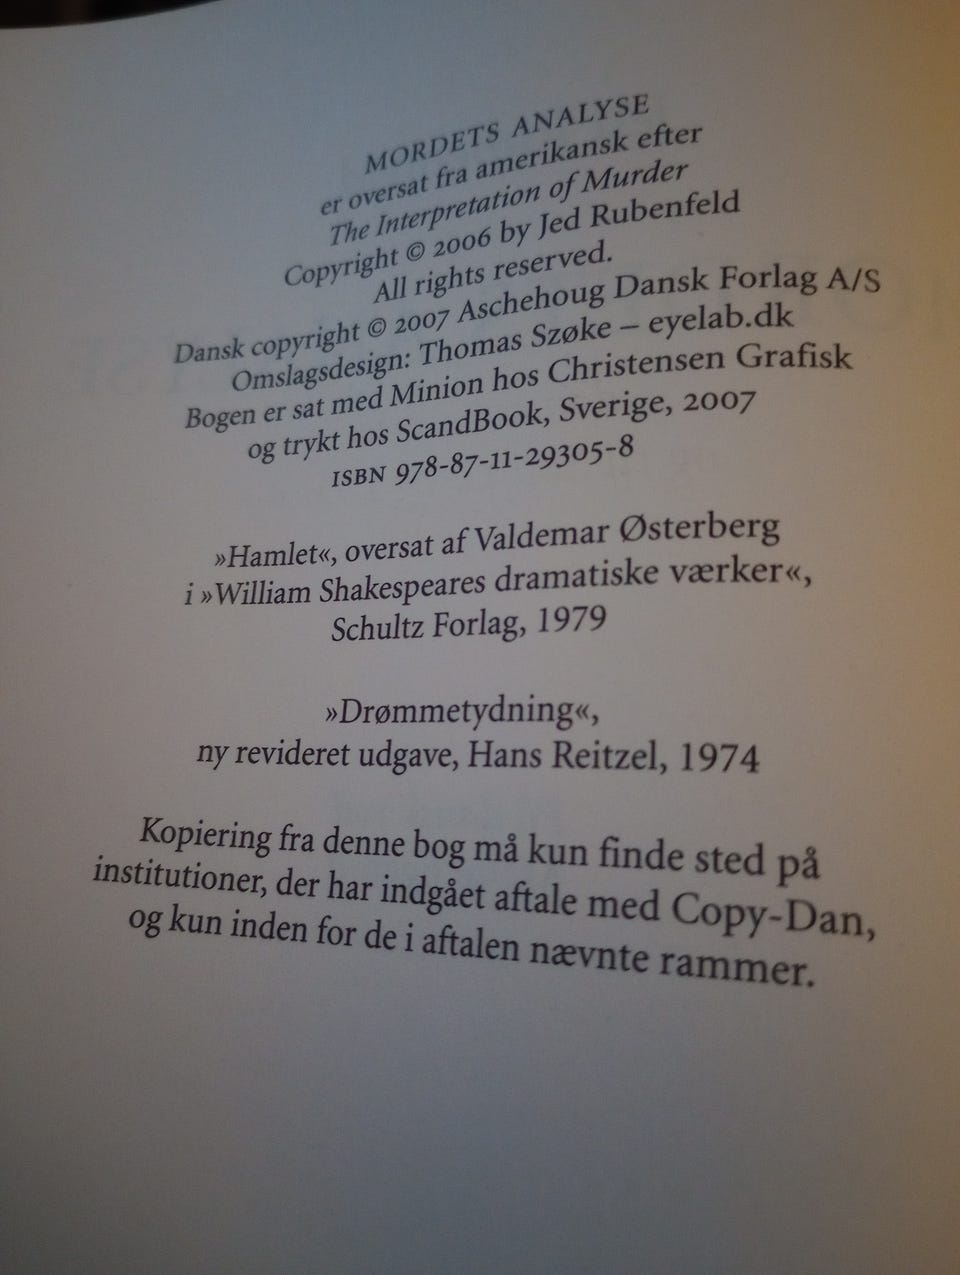 MORDETS ANALYSE
er oversat fra amerikansk efter
The Interpretation of Murder
Copyright © 2006 by Jed Rubenfeld
All rights reserved.
Dansk copyright © 2007 Aschehoug Dansk Forlag A/S
Omslagsdesign: Thomas Szøke – eyelab.dk
Bogen er sat med Minion hos Christensen Grafisk
og trykt hos ScandBook, Sverige, 2007
ISBN 978-87-11-29305-8
»Hamlet«, oversat af Valdemar Østerberg
i »William Shakespeares dramatiske værker«,
Schultz Forlag, 1979
»Drømmetydning«,
ny revideret udgave, Hans Reitzel, 1974
Kopiering fra denne bog må kun finde sted på
institutioner, der har indgået aftale med Copy-Dan,
og kun inden for de i aftalen nævnte rammer.